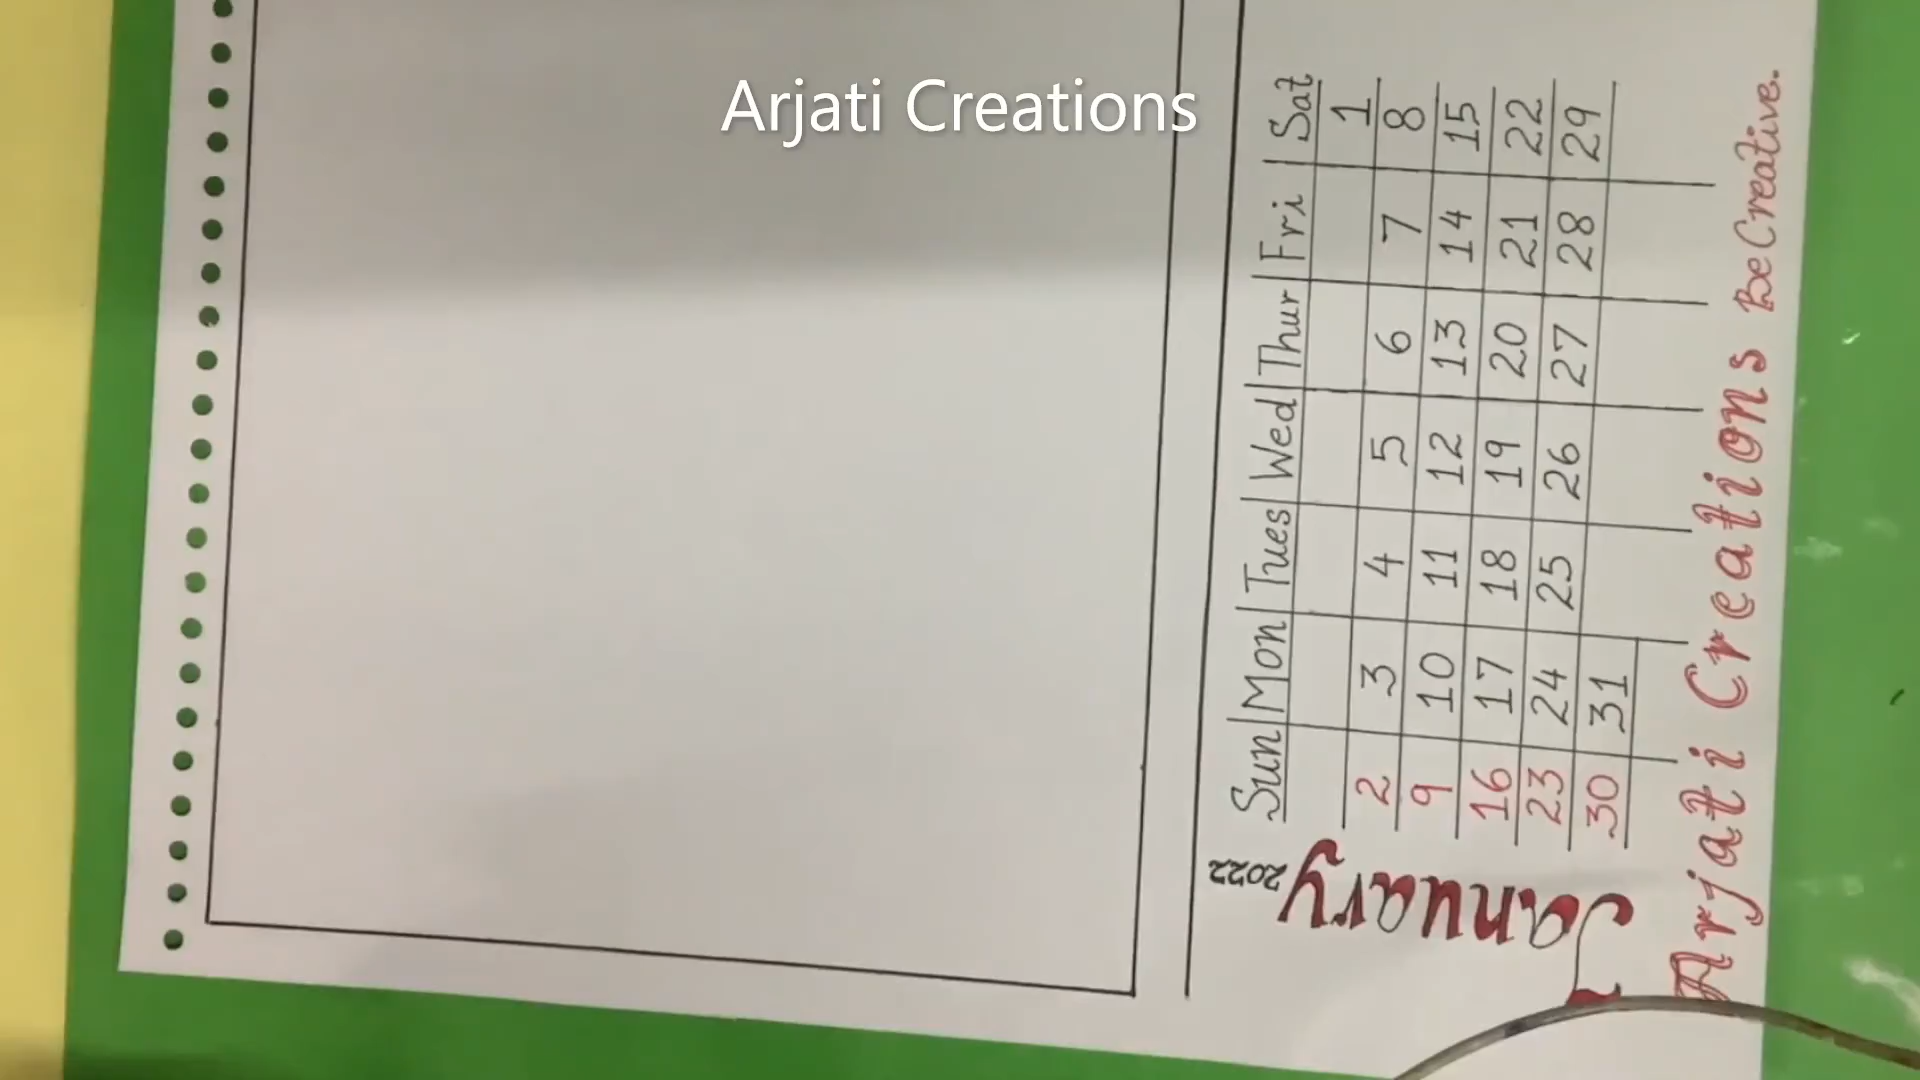 Arjati Creations
January
2022
Sun Mon Tues Wed Thur Fri Sat
1
2 3 4 5 6 7 8
9 10 11 12 13 14 15
16 17 18 19 20 21 22
23 24 25 26 27 28 29
30 31
Arjati Creations Be Creative.